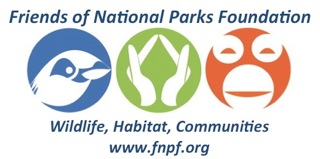 Friends of National Parks Foundation
Wildlife, Habitat, Communities
www.fnpf.org